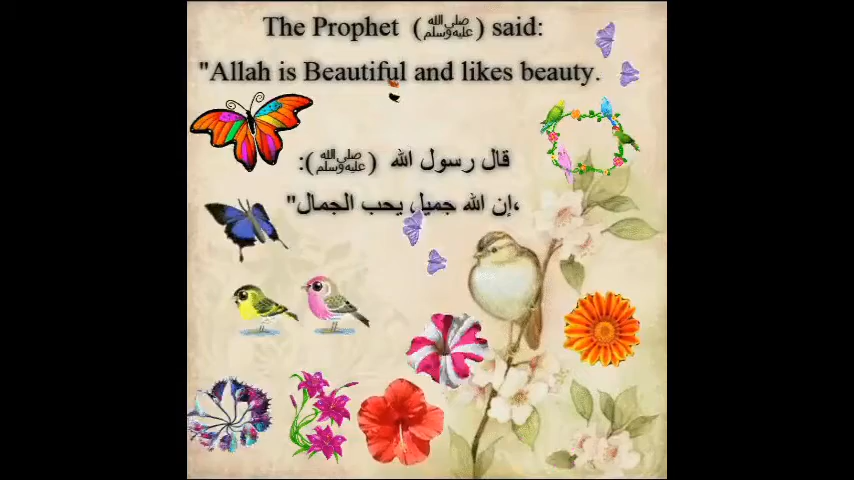 The Prophet (ﷺ) said:
"Allah is Beautiful and likes beauty.
قال رسول الله (ﷺ):
،إن الله جميل يحب الجمال"